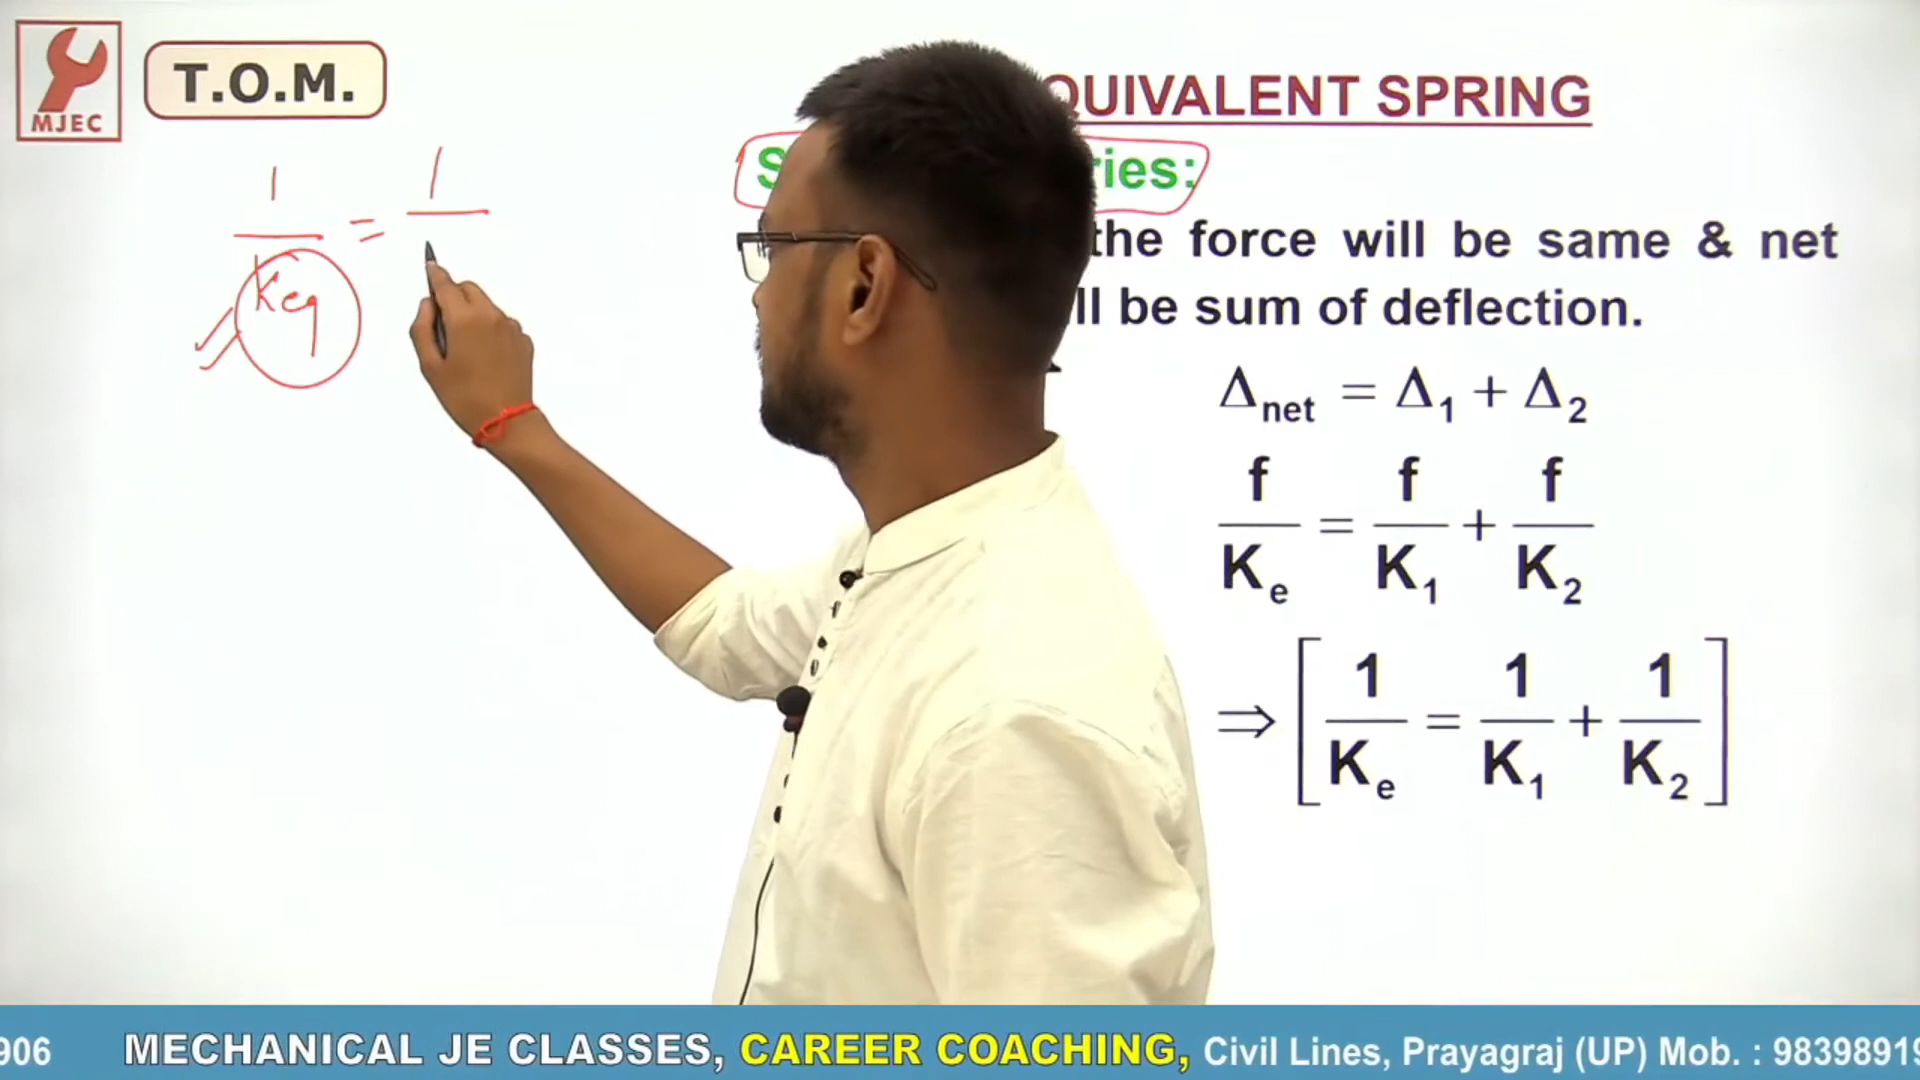 MJEC
T.O.M.
QUIVALENT SPRING
S ries:
the force will be same & net
ll be sum of deflection.
Δnet = Δ1 + Δ2
f/Ke = f/K1 + f/K2
⇒ [1/Ke = 1/K1 + 1/K2]
1/Keq = 1/
906 MECHANICAL JE CLASSES, CAREER COACHING, Civil Lines, Prayagraj (UP) Mob. : 98398919